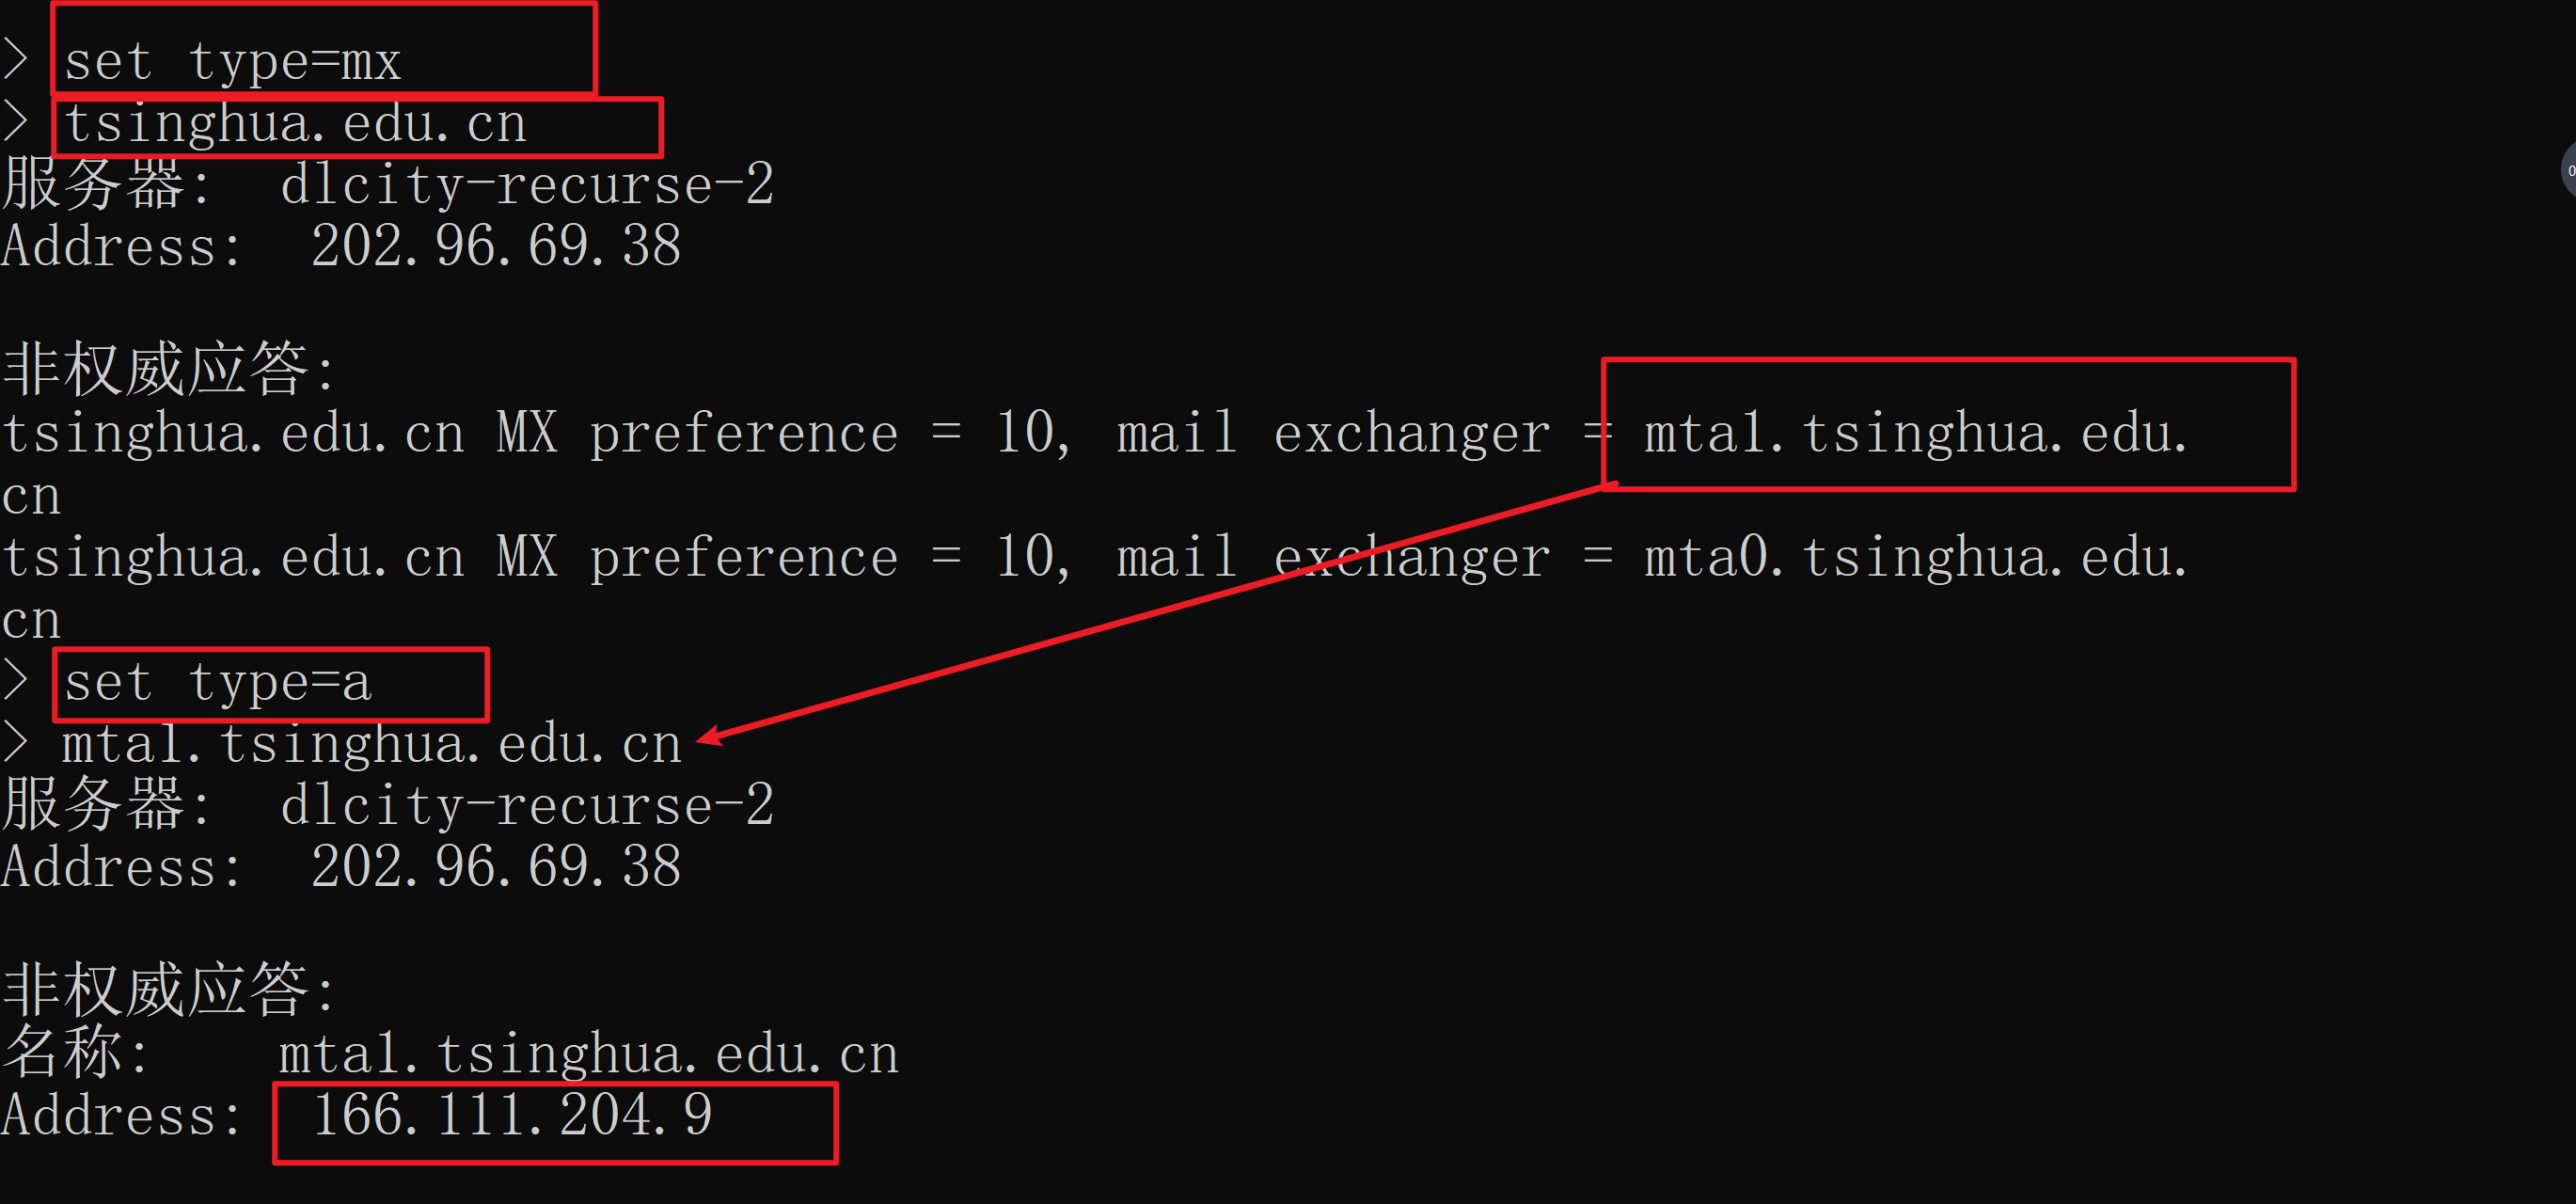 > set type=mx
> tsinghua.edu.cn
服务器:  dlcity-recurse-2
Address:  202.96.69.38
非权威应答:
tsinghua.edu.cn MX preference = 10, mail exchanger = mta1.tsinghua.edu.
cn
tsinghua.edu.cn MX preference = 10, mail exchanger = mta0.tsinghua.edu.
cn
> set type=a
> mta1.tsinghua.edu.cn
服务器:  dlcity-recurse-2
Address:  202.96.69.38
非权威应答:
名称:    mta1.tsinghua.edu.cn
Address:  166.111.204.9